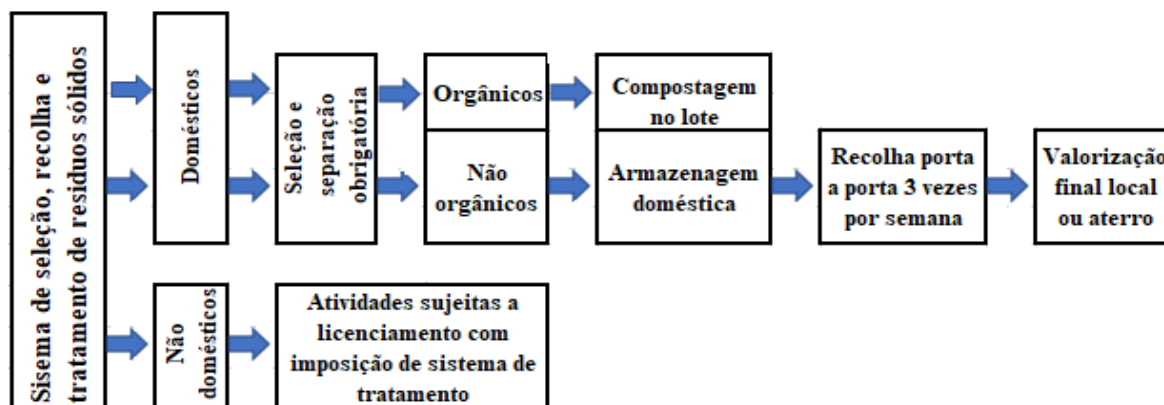 Sisema de seleção, recolha e
tratamento de residuos sólidos
Domésticos
Seleção e
separação
obrigatória
Orgânicos
Compostagem
no lote
Não
orgânicos
Armazenagem
doméstica
Recolha porta
a porta 3 vezes
por semana
Valorização
final local
ou aterro
Não
domésticos
Atividades sujeitas a
licenciamento com
imposição de sistema de
tratamento